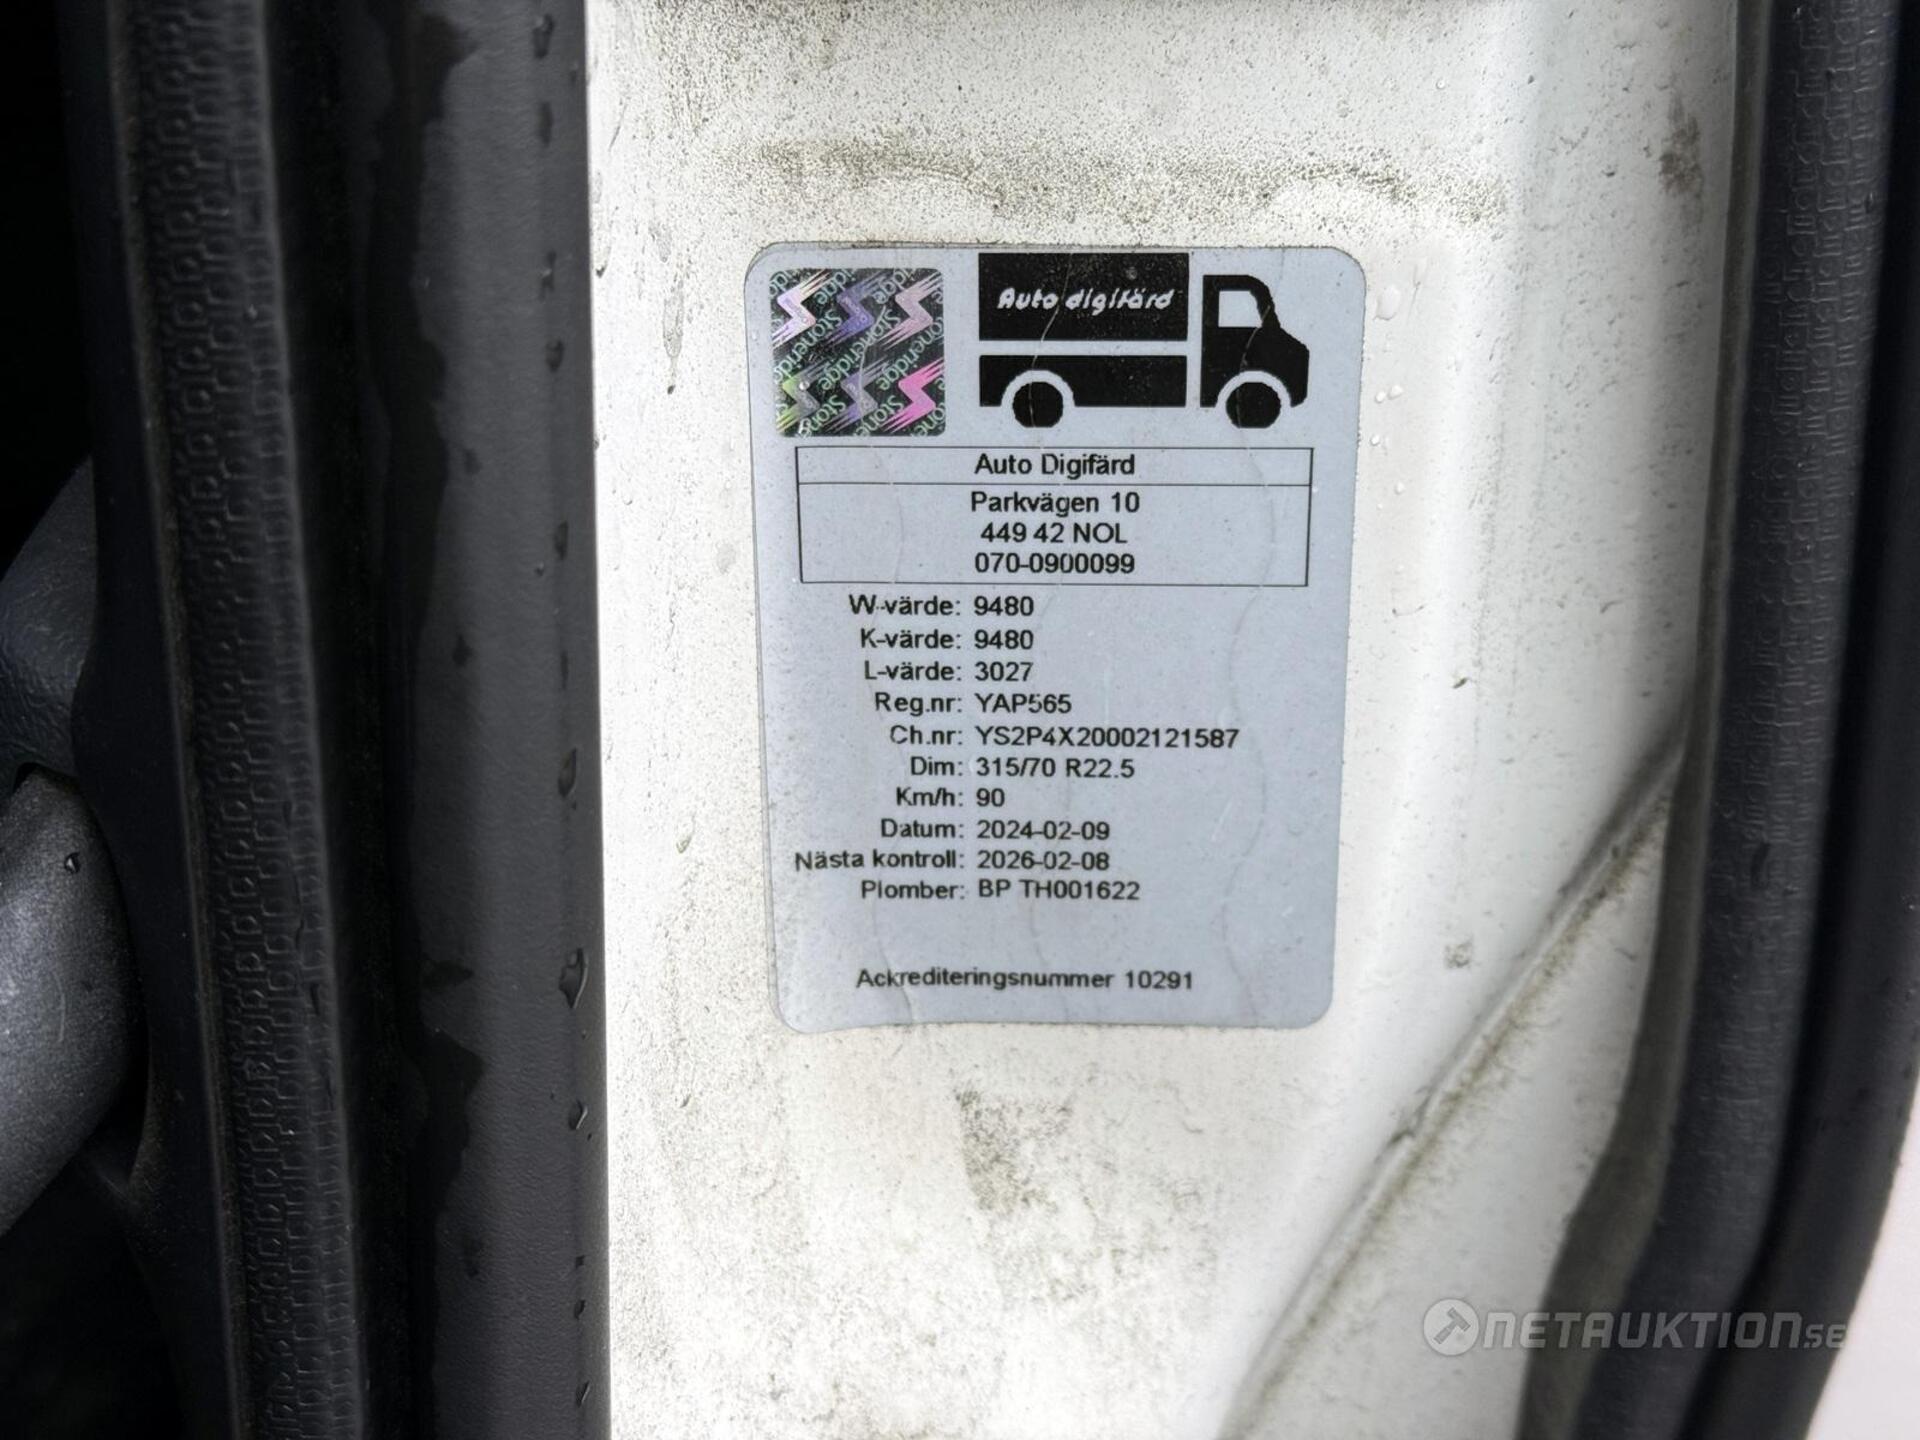 Auto digifärd
Stoneridge
Stoneridge
Auto Digifärd
Parkvägen 10
449 42 NOL
070-0900099
W-värde: 9480
K-värde: 9480
L-värde: 3027
Reg.nr: YAP565
Ch.nr: YS2P4X20002121587
Dim: 315/70 R22.5
Km/h: 90
Datum: 2024-02-09
Nästa kontroll: 2026-02-08
Plomber: BP TH001622
Ackrediteringsnummer 10291
NETAUKTION.SE